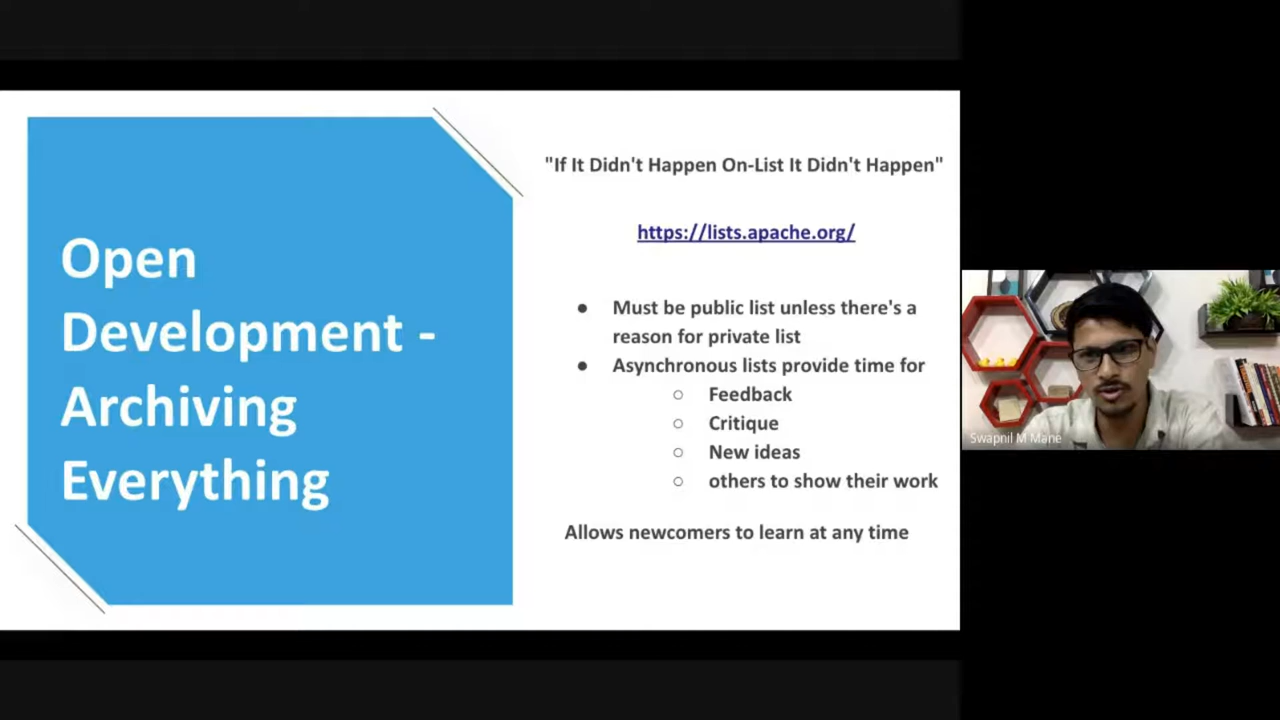 Open
Development -
Archiving
Everything
"If It Didn't Happen On-List It Didn't Happen"
https://lists.apache.org/
● Must be public list unless there's a
reason for private list
● Asynchronous lists provide time for
○ Feedback
○ Critique
○ New ideas
○ others to show their work
Allows newcomers to learn at any time
Swapnil M Mane